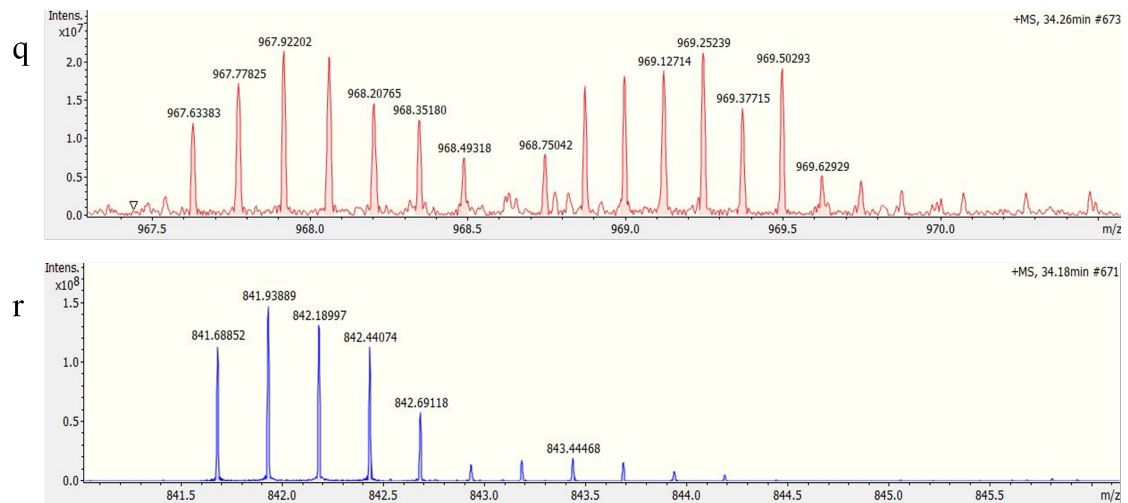 q
Intens.
x10⁷
+MS, 34.26min #673
2.0
1.5
1.0
0.5
0.0
967.63383
967.77825
967.92202
968.20765
968.35180
968.49318
968.75042
969.12714
969.25239
969.37715
969.50293
969.62929
967.5 968.0 968.5 969.0 969.5 970.0 m/z
r
Intens.
x10⁸
+MS, 34.18min #671
1.5
1.0
0.5
0.0
841.68852
841.93889
842.18997
842.44074
842.69118
843.44468
841.5 842.0 842.5 843.0 843.5 844.0 844.5 845.0 845.5 m/z